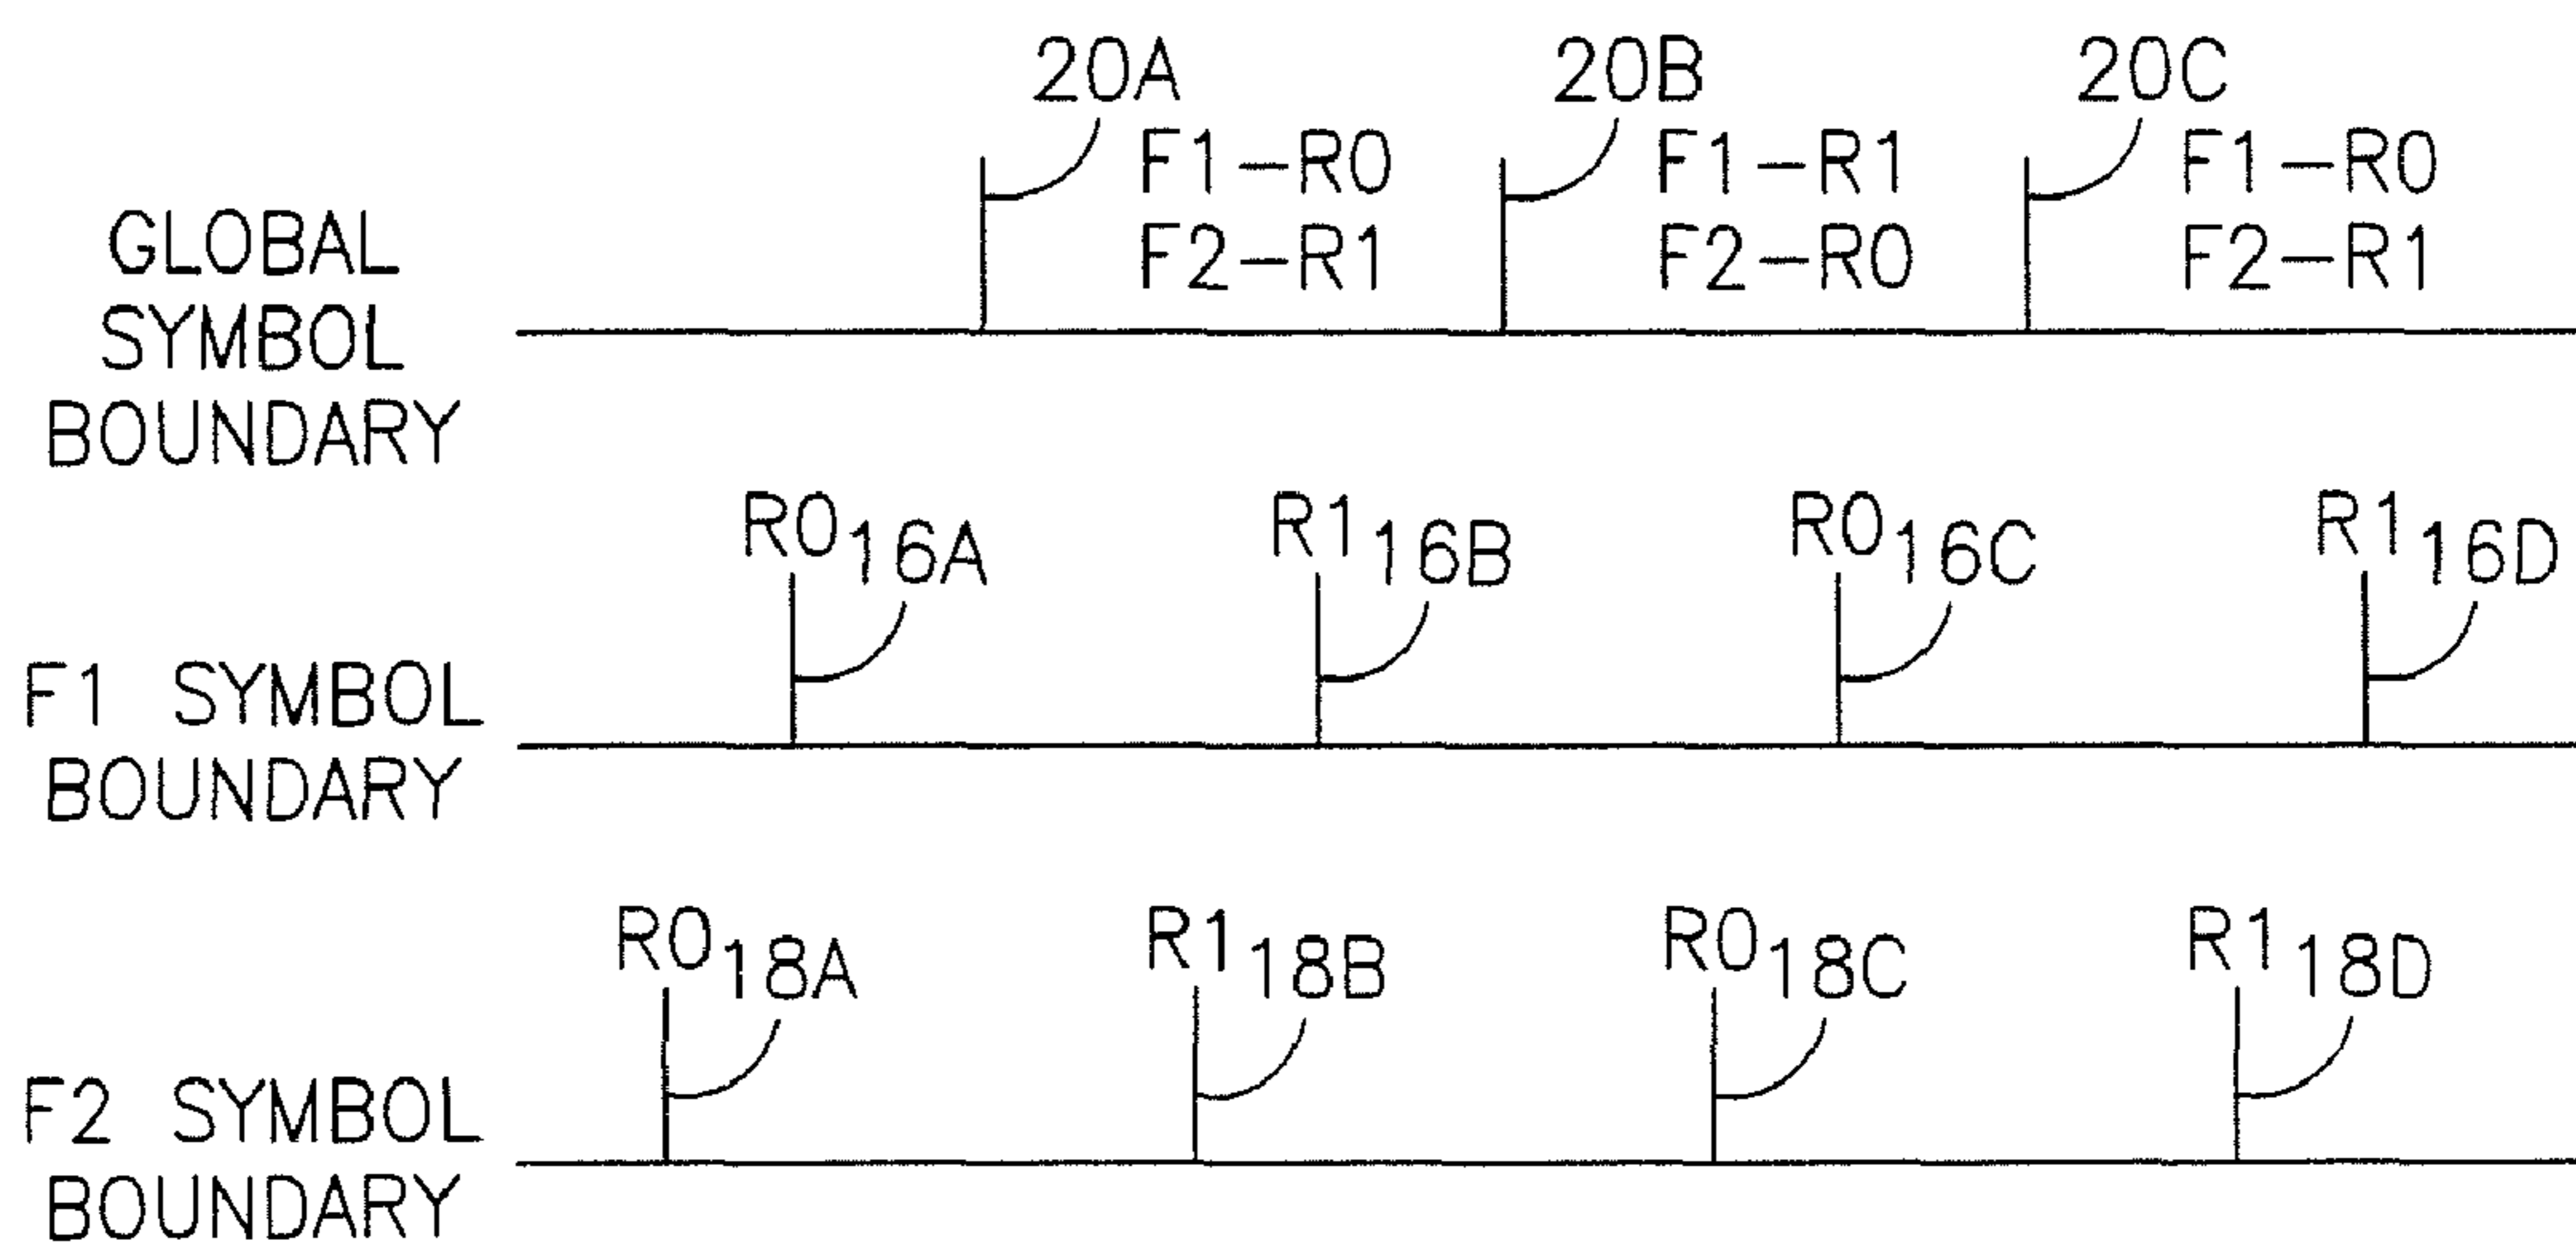 20A 20B 20C
F1-R0 F1-R1 F1-R0
F2-R1 F2-R0 F2-R1
GLOBAL
SYMBOL
BOUNDARY
R0 16A R1 16B R0 16C R1 16D
F1 SYMBOL
BOUNDARY
R0 18A R1 18B R0 18C R1 18D
F2 SYMBOL
BOUNDARY